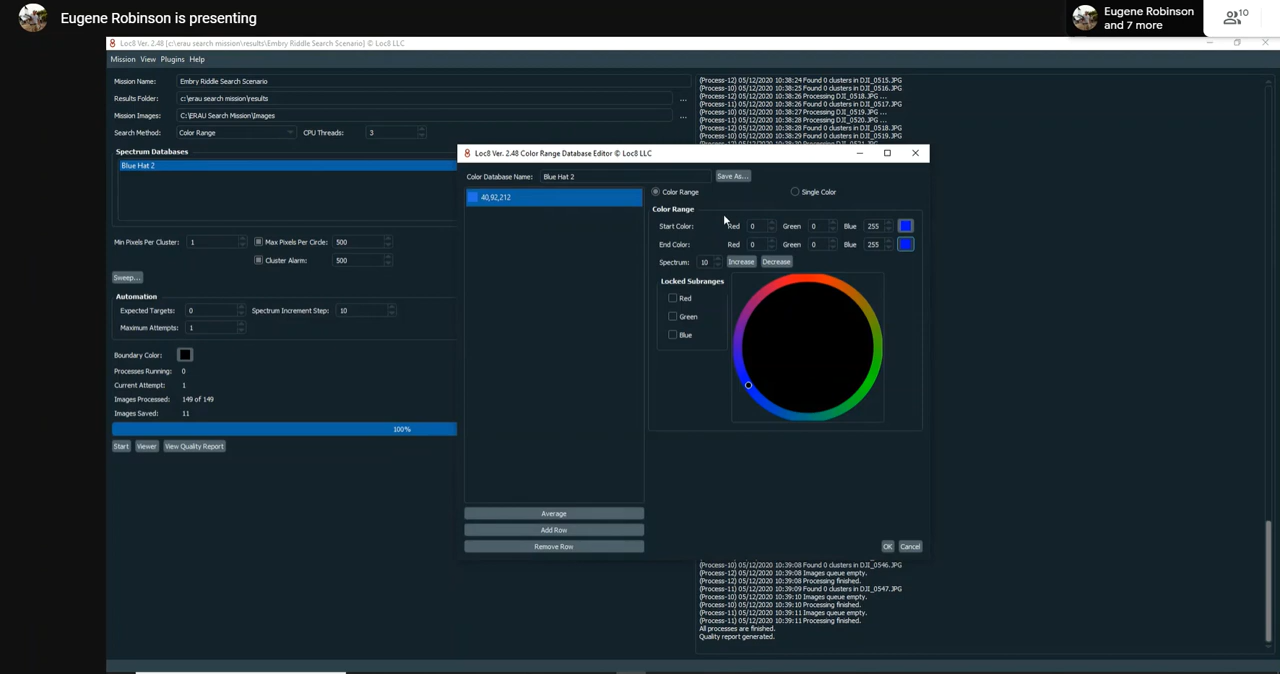 Eugene Robinson is presenting
Eugene Robinson
and 7 more
10
Loc8 Ver. 2.48 [c:\erau search mission\results\Embry Riddle Search Scenario] © Loc8 LLC
Mission View Plugins Help
Mission Name: Embry Riddle Search Scenario
Results Folder: c:\erau search mission\results ...
Mission Images: C:\ERAU Search Mission\Images ...
Search Method: Color Range CPU Threads: 3
Spectrum Databases
Blue Hat 2
Min Pixels Per Cluster: 1 Max Pixels Per Circle: 500
Cluster Alarm: 500
Sweep...
Automation
Expected Targets: 0 Spectrum Increment Step: 10
Maximum Attempts: 1
Boundary Color:
Processes Running: 0
Current Attempt: 1
Images Processed: 149 of 149
Images Saved: 11
100%
Start Viewer View Quality Report
(Process-12) 05/12/2020 10:38:24 Found 0 clusters in DJI_0515.JPG
(Process-10) 05/12/2020 10:38:25 Found 0 clusters in DJI_0516.JPG
(Process-12) 05/12/2020 10:38:26 Processing DJI_0518.JPG ...
(Process-11) 05/12/2020 10:38:26 Found 0 clusters in DJI_0517.JPG
(Process-10) 05/12/2020 10:38:27 Processing DJI_0519.JPG ...
(Process-11) 05/12/2020 10:38:28 Processing DJI_0520.JPG ...
(Process-12) 05/12/2020 10:38:28 Found 0 clusters in DJI_0518.JPG
(Process-10) 05/12/2020 10:38:29 Found 0 clusters in DJI_0519.JPG
Loc8 Ver. 2.48 Color Range Database Editor © Loc8 LLC
Color Database Name: Blue Hat 2 Save As...
40,92,212
Average
Add Row
Remove Row
Color Range Single Color
Color Range
Start Color: Red 0 Green 0 Blue 255
End Color: Red 0 Green 0 Blue 255
Spectrum: 10 Increase Decrease
Locked Subranges
Red
Green
Blue
OK Cancel
(Process-10) 05/12/2020 10:39:08 Found 0 clusters in DJI_0546.JPG
(Process-12) 05/12/2020 10:39:08 Images queue empty.
(Process-12) 05/12/2020 10:39:08 Processing finished.
(Process-11) 05/12/2020 10:39:09 Found 0 clusters in DJI_0547.JPG
(Process-10) 05/12/2020 10:39:10 Images queue empty.
(Process-10) 05/12/2020 10:39:10 Processing finished.
(Process-11) 05/12/2020 10:39:11 Images queue empty.
(Process-11) 05/12/2020 10:39:11 Processing finished.
All processes are finished.
Quality report generated.